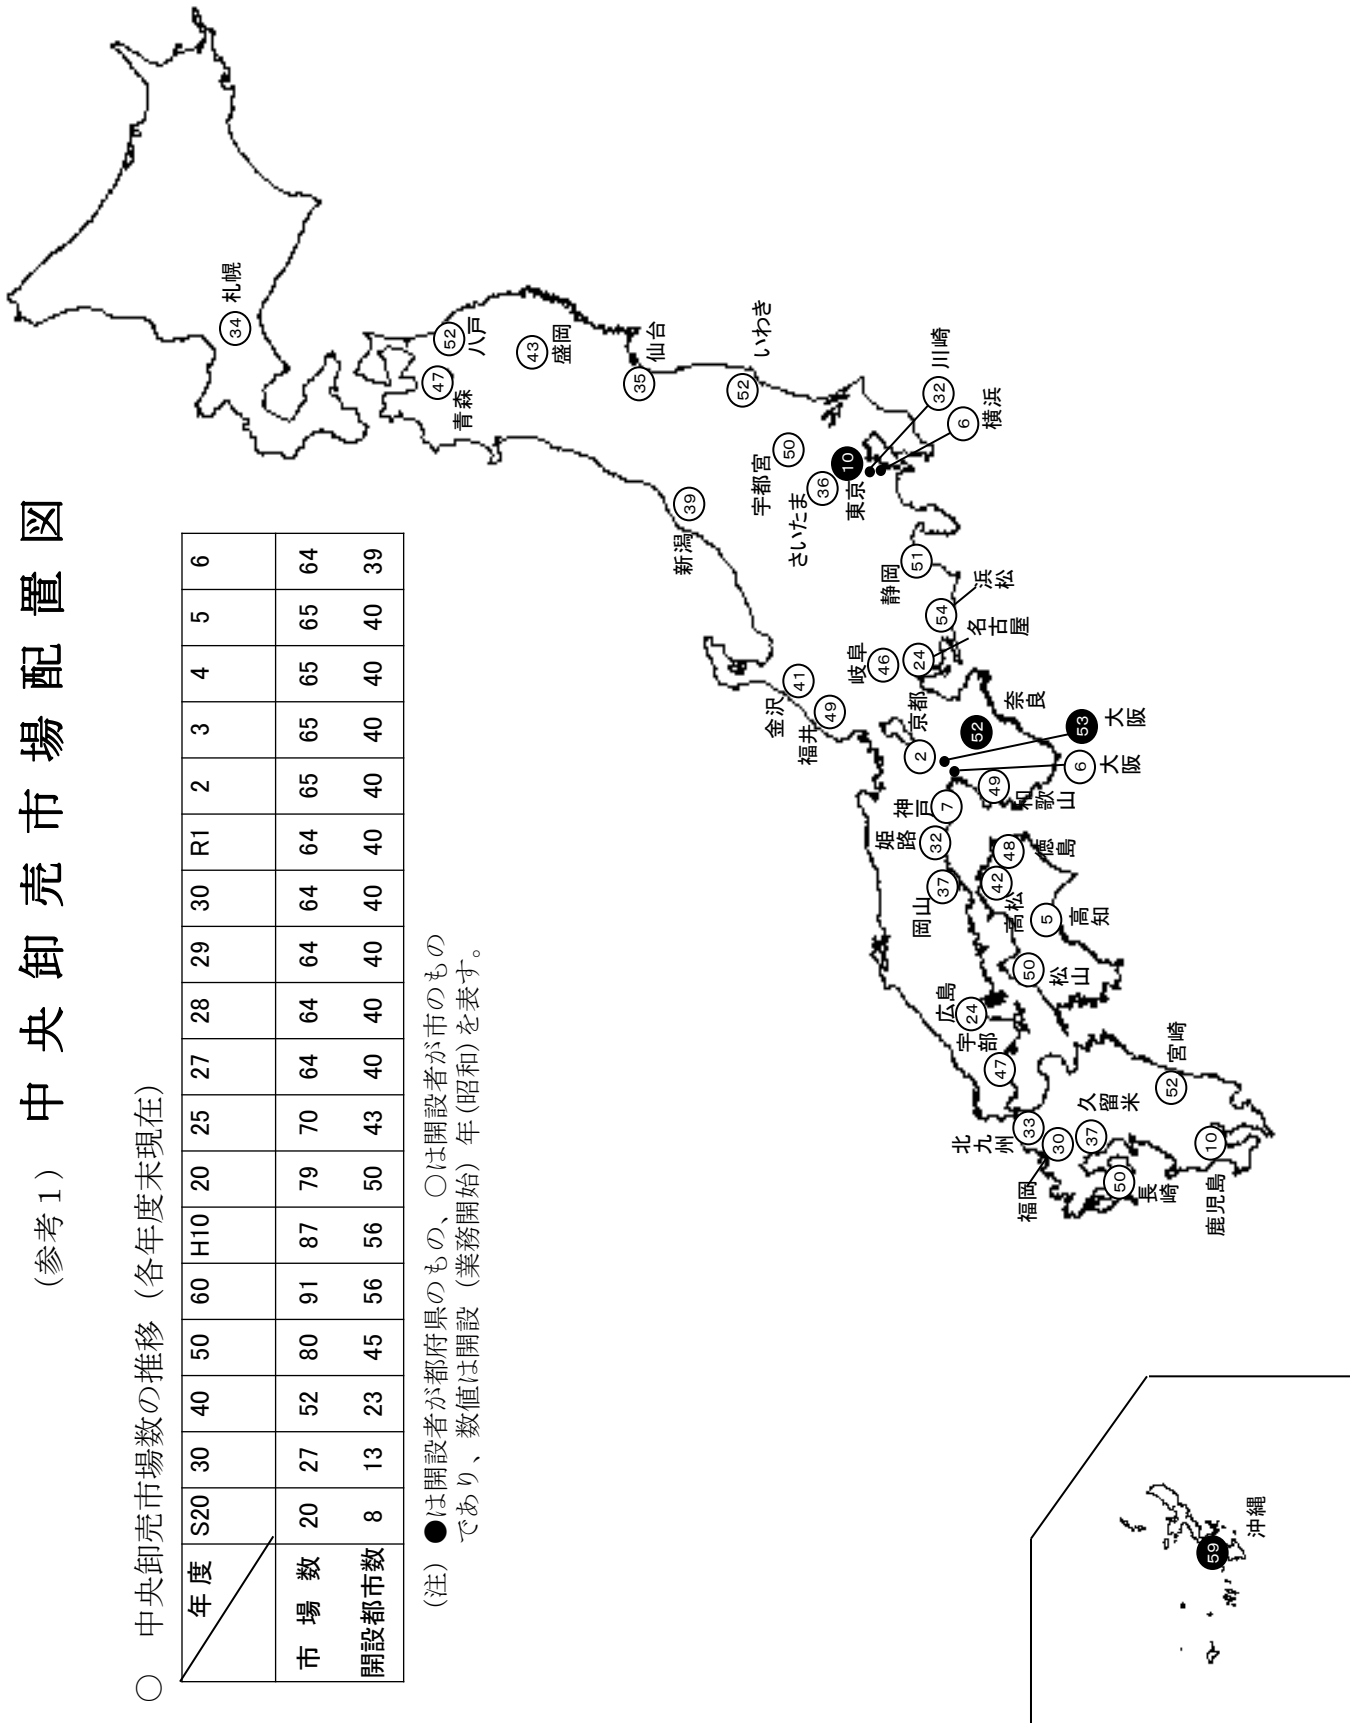 (参考1) 中央卸売市場配置図
○ 中央卸売市場数の推移（各年度末現在）
年度 S20 30 40 50 60 H10 20 25 27 28 29 30 R1 2 3 4 5 6
市場数 20 27 52 80 91 87 79 70 64 64 64 64 64 65 65 65 65 64
開設都市数 8 13 23 45 56 56 50 43 40 40 40 40 40 40 40 40 40 39
(注) ●は開設者が都府県のもの、○は開設者が市のもの
であり、数値は開設（業務開始）年(昭和)を表す。
34 札幌
47 青森
52 八戸
43 盛岡
35 仙台
52 いわき
39 新潟
50 宇都宮
36 さいたま
10 東京
32 川崎
6 横浜
51 静岡
54 浜松
24 名古屋
46 岐阜
41 金沢
49 福井
2 京都
52 奈良
53 大阪
6 大阪
49 和歌山
7 神戸
32 姫路
37 岡山
24 広島
47 宇部
48 徳島
42 高松
5 高知
50 松山
33 北九州
30 福岡
37 久留米
50 長崎
52 宮崎
10 鹿児島
59 沖縄